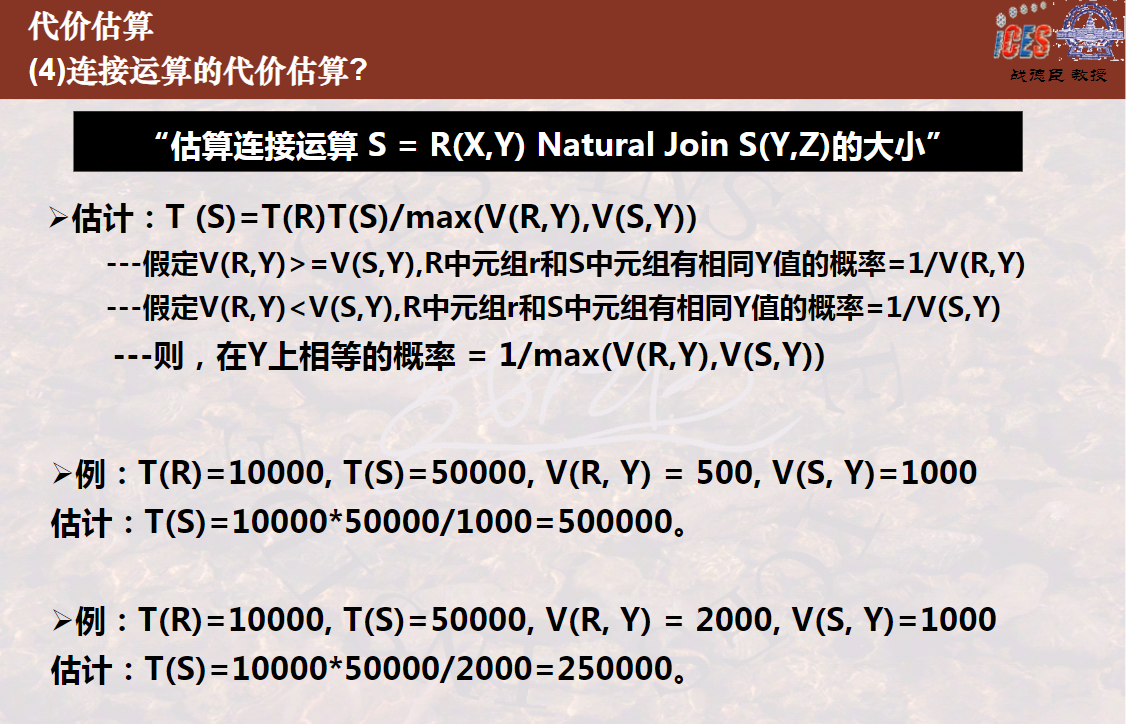 代价估算
(4)连接运算的代价估算?
iCES
战德臣 教授
“估算连接运算 S = R(X,Y) Natural Join S(Y,Z)的大小”
➢估计：T (S)=T(R)T(S)/max(V(R,Y),V(S,Y))
---假定V(R,Y)>=V(S,Y),R中元组r和S中元组有相同Y值的概率=1/V(R,Y)
---假定V(R,Y)<V(S,Y),R中元组r和S中元组有相同Y值的概率=1/V(S,Y)
---则，在Y上相等的概率 = 1/max(V(R,Y),V(S,Y))
➢例：T(R)=10000, T(S)=50000, V(R, Y) = 500, V(S, Y)=1000
估计：T(S)=10000*50000/1000=500000。
➢例：T(R)=10000, T(S)=50000, V(R, Y) = 2000, V(S, Y)=1000
估计：T(S)=10000*50000/2000=250000。